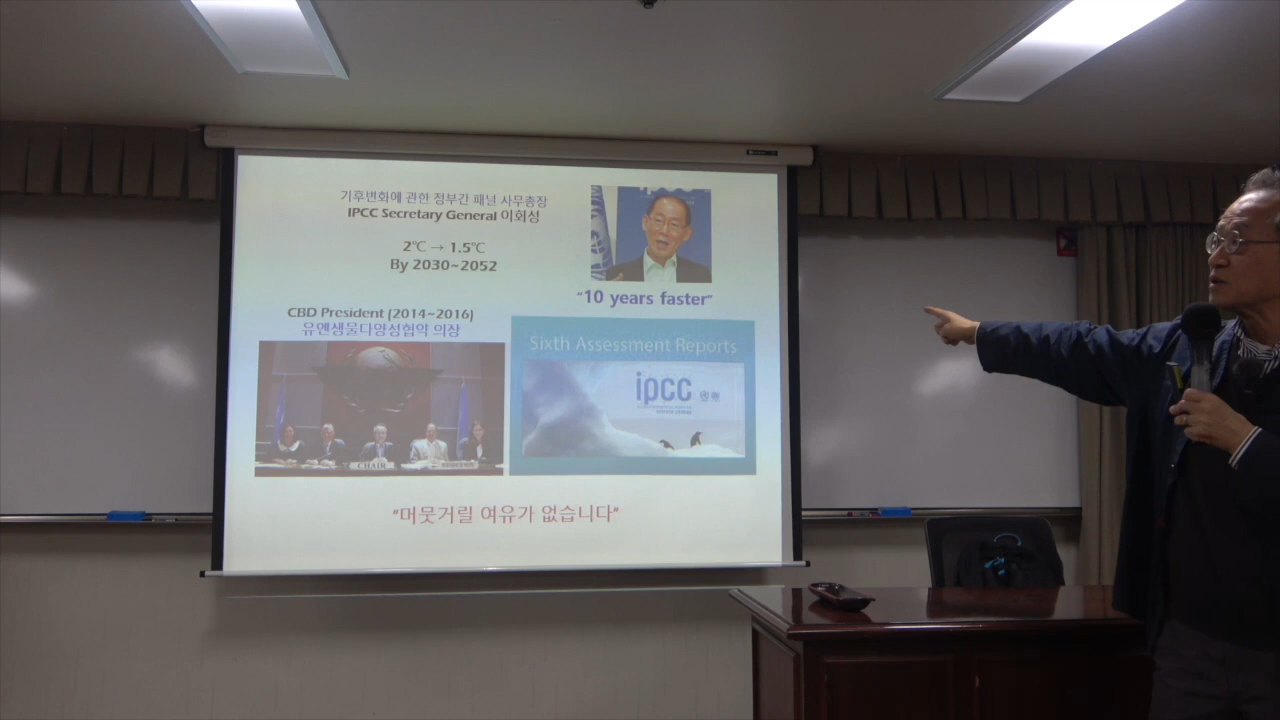 기후변화에 관한 정부간 패널 사무총장
IPCC Secretary General 이회성
2℃ → 1.5℃
By 2030~2052
"10 years faster"
CBD President (2014~2016)
유엔생물다양성협약 의장
CHAIR
Sixth Assessment Reports
ipcc
"머뭇거릴 여유가 없습니다"